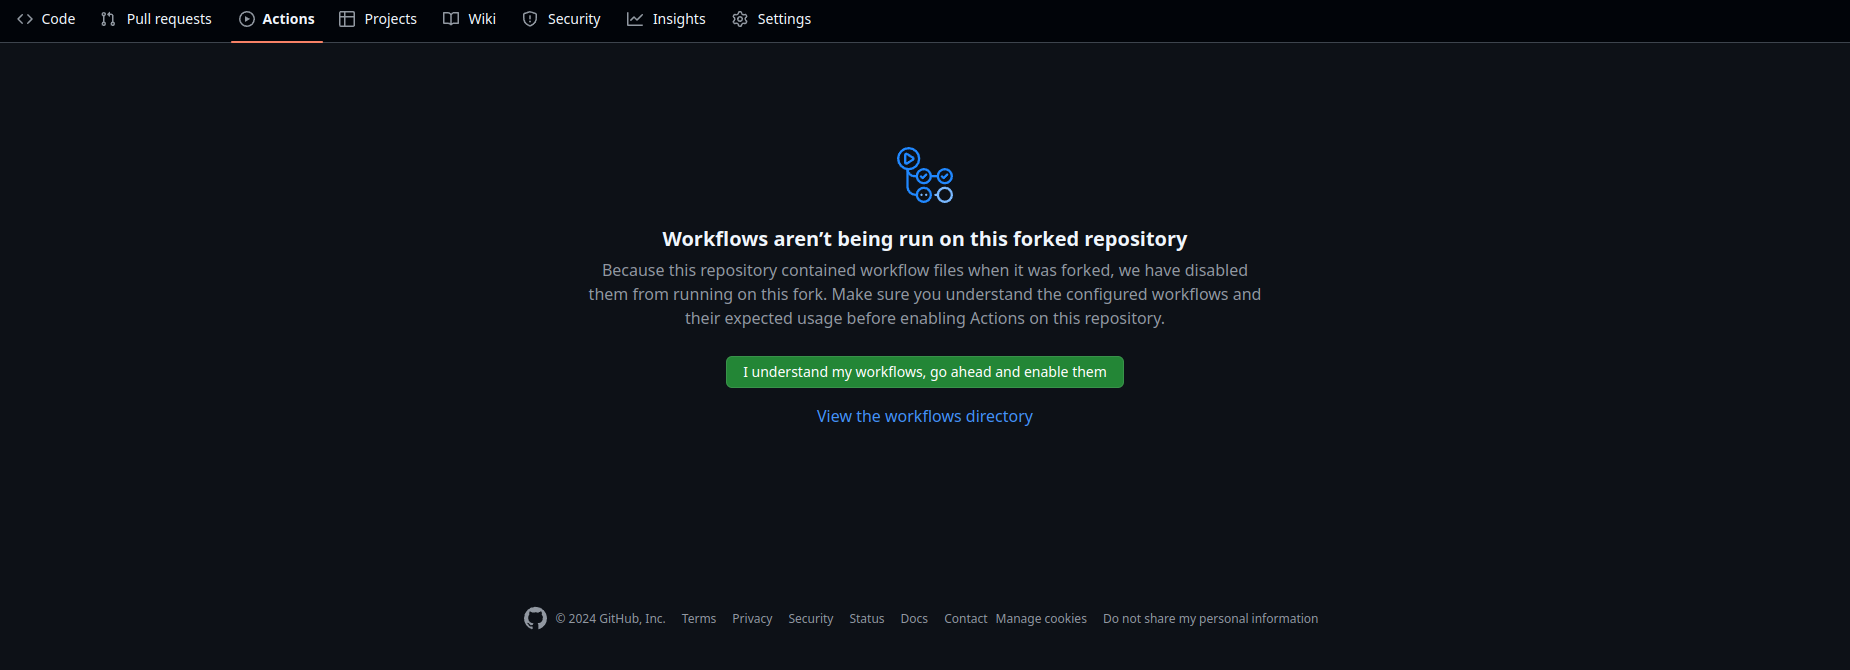 Code Pull requests Actions Projects Wiki Security Insights Settings
Workflows aren’t being run on this forked repository
Because this repository contained workflow files when it was forked, we have disabled
them from running on this fork. Make sure you understand the configured workflows and
their expected usage before enabling Actions on this repository.
I understand my workflows, go ahead and enable them
View the workflows directory
© 2024 GitHub, Inc. Terms Privacy Security Status Docs Contact Manage cookies Do not share my personal information